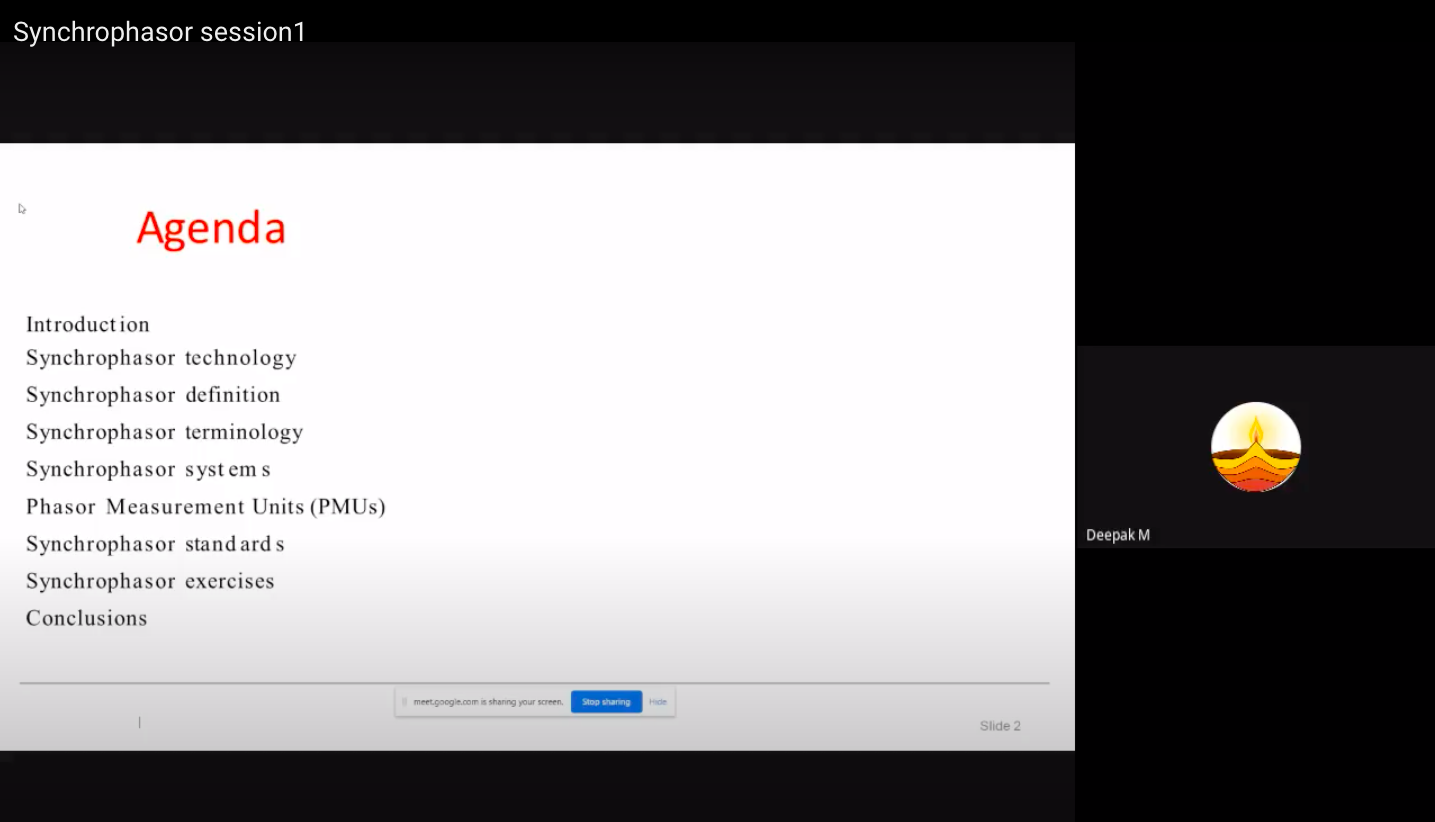 Synchrophasor session1
Agenda
Introduction
Synchrophasor technology
Synchrophasor definition
Synchrophasor terminology
Synchrophasor systems
Phasor Measurement Units (PMUs)
Synchrophasor standards
Synchrophasor exercises
Conclusions
meet.google.com is sharing your screen. Stop sharing Hide
Slide 2
Deepak M